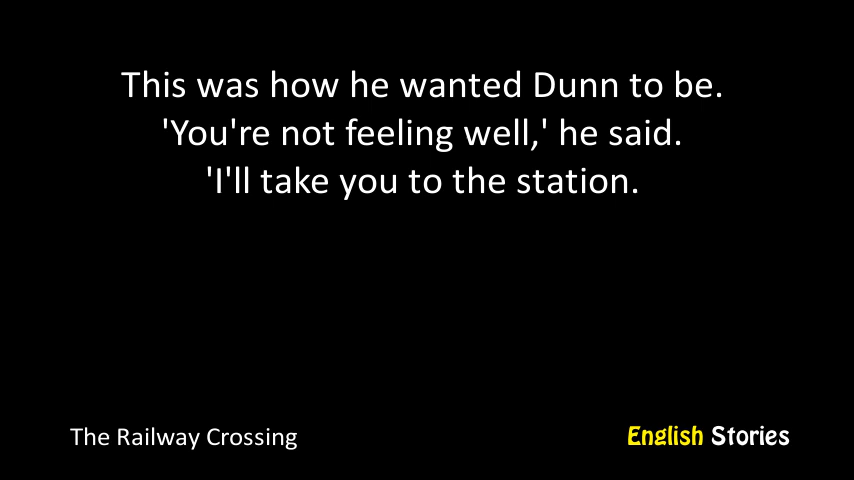 This was how he wanted Dunn to be.
'You're not feeling well,' he said.
'I'll take you to the station.
The Railway Crossing
English Stories